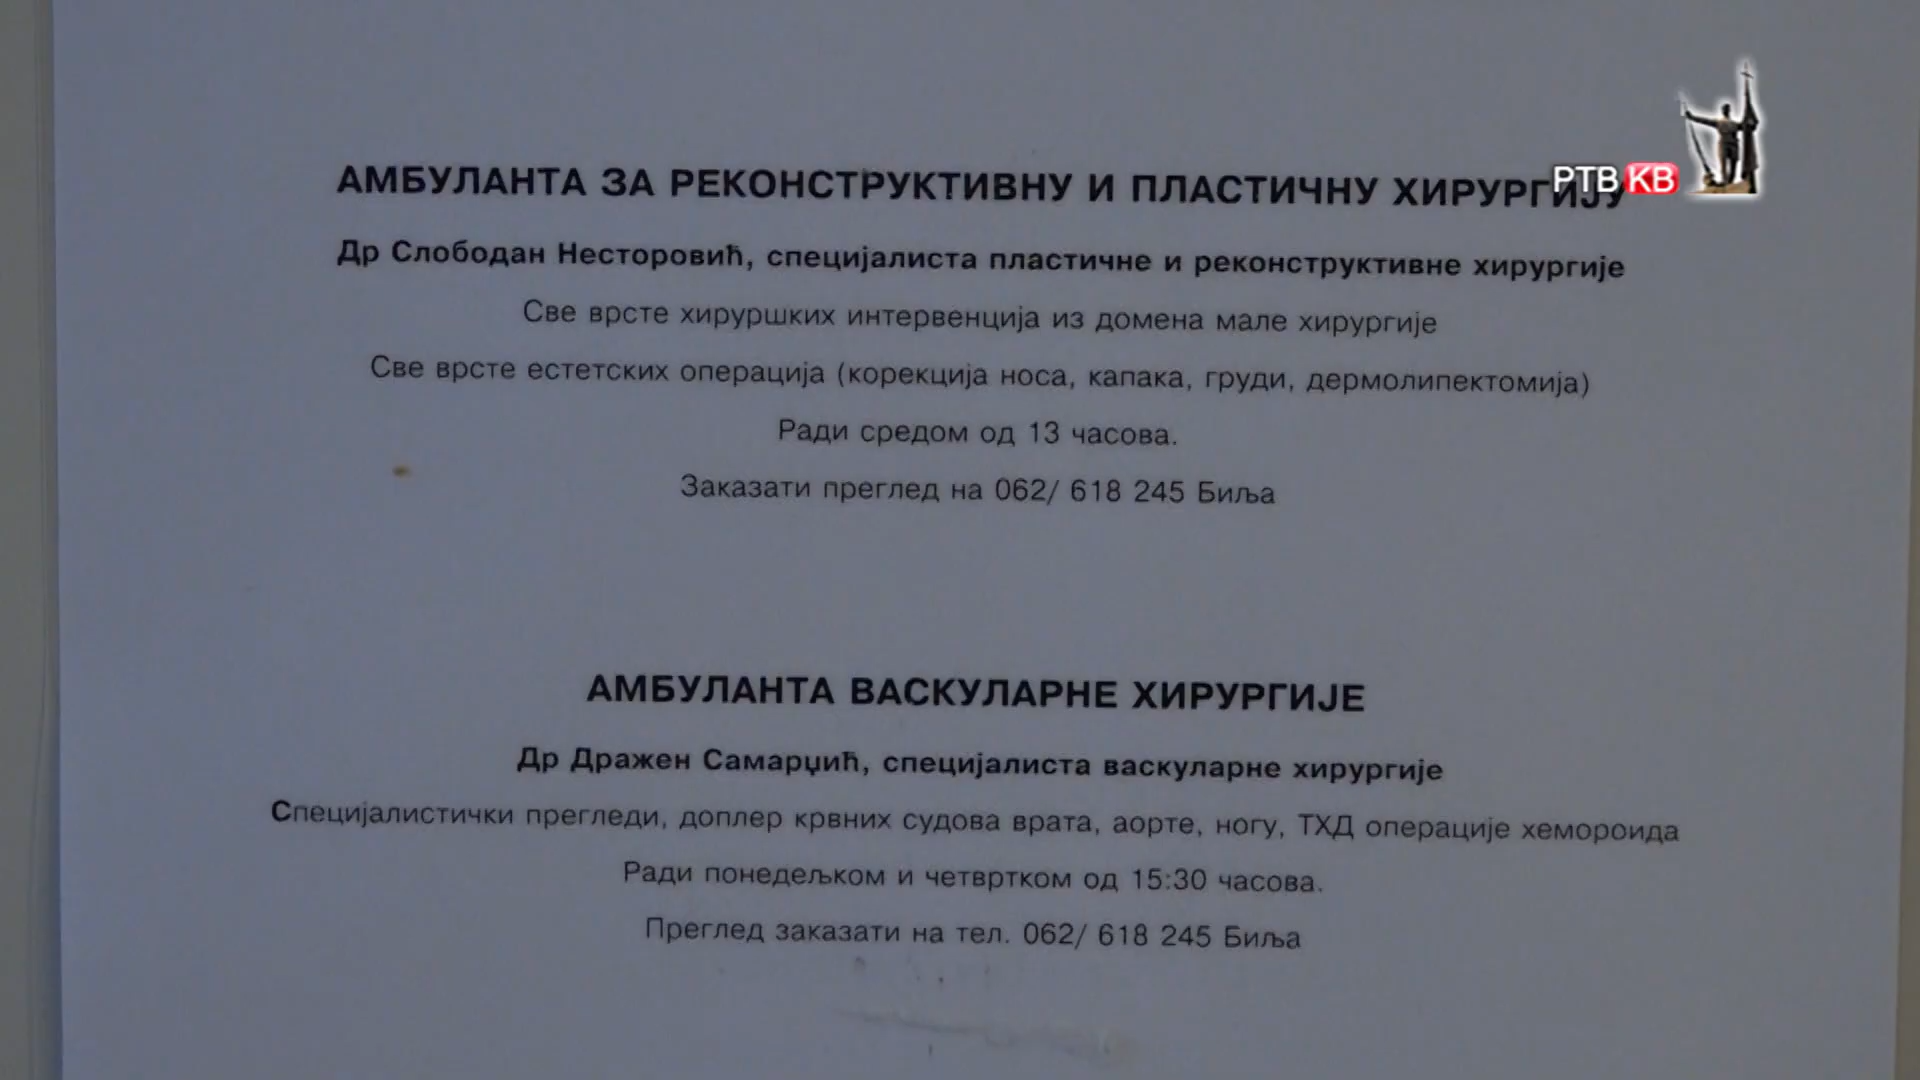 АМБУЛАНТА ЗА РЕКОНСТРУКТИВНУ И ПЛАСТИЧНУ ХИРУРГИЈУ
РТВ КВ
Др Слободан Несторовић, специјалиста пластичне и реконструктивне хирургије
Све врсте хируршких интервенција из домена мале хирургије
Све врсте естетских операција (корекција носа, капака, груди, дермолипектомија)
Ради средом од 13 часова.
Заказати преглед на 062/ 618 245 Биља
АМБУЛАНТА ВАСКУЛАРНЕ ХИРУРГИЈЕ
Др Дражен Самарџић, специјалиста васкуларне хирургије
Специјалистички прегледи, доплер крвних судова врата, аорте, ногу, ТХД операције хемороида
Ради понедељком и четвртком од 15:30 часова.
Преглед заказати на тел. 062/ 618 245 Биља